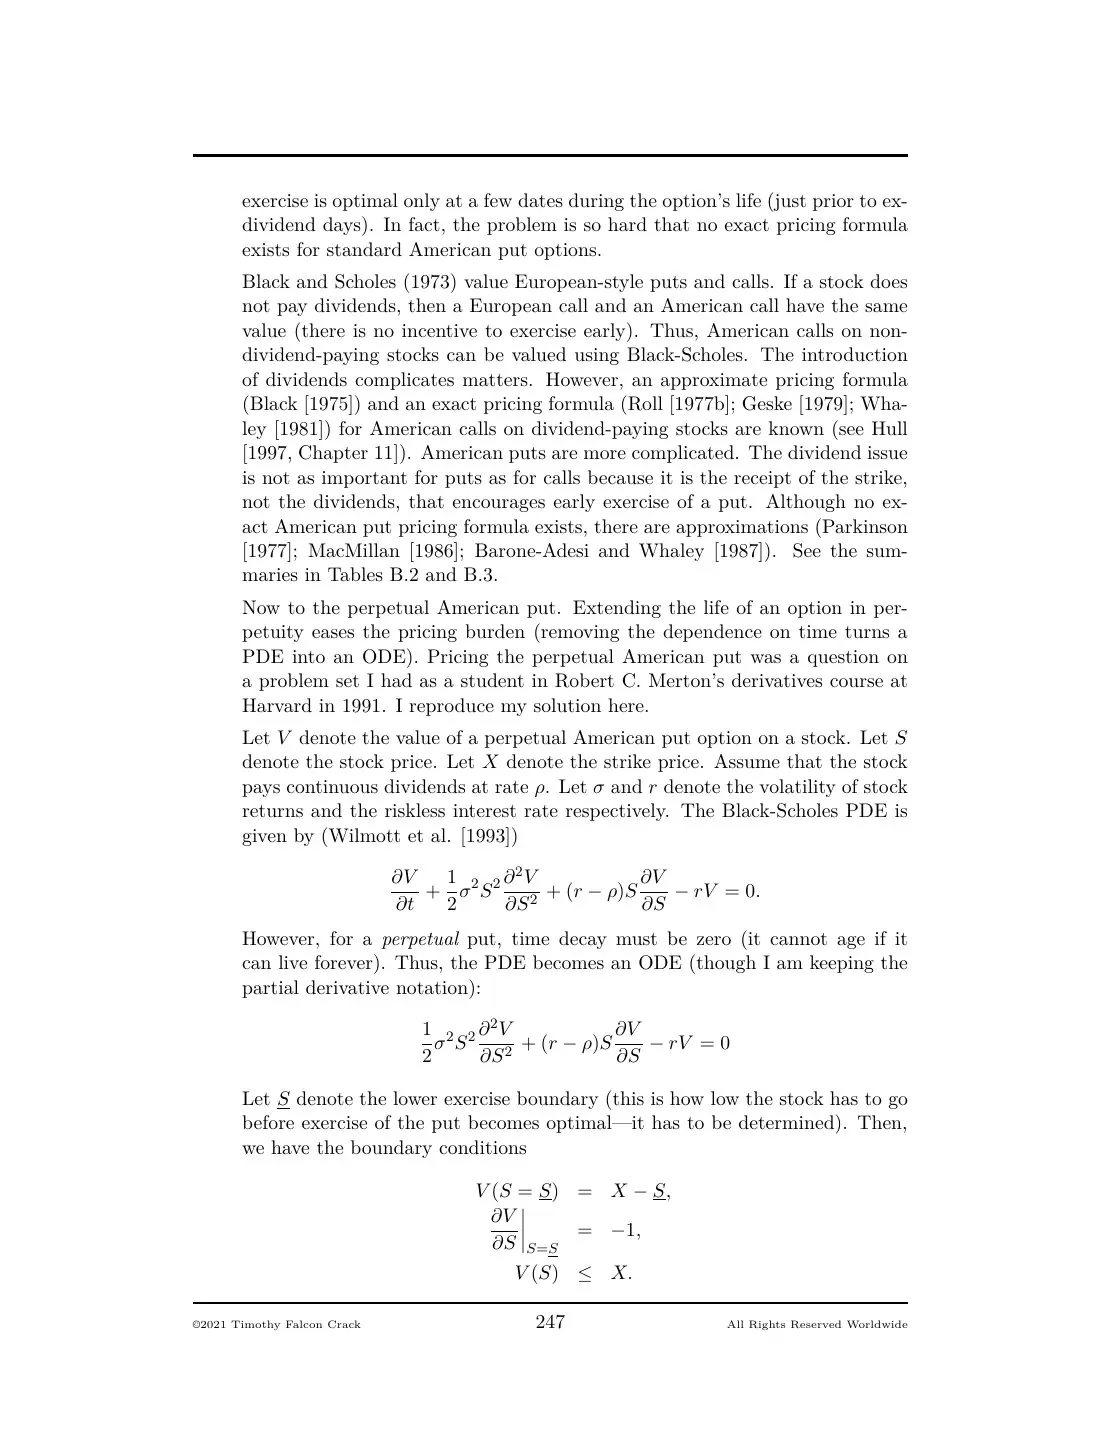 exercise is optimal only at a few dates during the option's life (just prior to ex-
dividend days). In fact, the problem is so hard that no exact pricing formula
exists for standard American put options.
Black and Scholes (1973) value European-style puts and calls. If a stock does
not pay dividends, then a European call and an American call have the same
value (there is no incentive to exercise early). Thus, American calls on non-
dividend-paying stocks can be valued using Black-Scholes. The introduction
of dividends complicates matters. However, an approximate pricing formula
(Black [1975]) and an exact pricing formula (Roll [1977b]; Geske [1979]; Wha-
ley [1981]) for American calls on dividend-paying stocks are known (see Hull
[1997, Chapter 11]). American puts are more complicated. The dividend issue
is not as important for puts as for calls because it is the receipt of the strike,
not the dividends, that encourages early exercise of a put. Although no ex-
act American put pricing formula exists, there are approximations (Parkinson
[1977]; MacMillan [1986]; Barone-Adesi and Whaley [1987]). See the sum-
maries in Tables B.2 and B.3.
Now to the perpetual American put. Extending the life of an option in per-
petuity eases the pricing burden (removing the dependence on time turns a
PDE into an ODE). Pricing the perpetual American put was a question on
a problem set I had as a student in Robert C. Merton's derivatives course at
Harvard in 1991. I reproduce my solution here.
Let V denote the value of a perpetual American put option on a stock. Let S
denote the stock price. Let X denote the strike price. Assume that the stock
pays continuous dividends at rate ρ. Let σ and r denote the volatility of stock
returns and the riskless interest rate respectively. The Black-Scholes PDE is
given by (Wilmott et al. [1993])
∂V/∂t + 1/2 σ²S² ∂²V/∂S² + (r − ρ)S ∂V/∂S − rV = 0.
However, for a perpetual put, time decay must be zero (it cannot age if it
can live forever). Thus, the PDE becomes an ODE (though I am keeping the
partial derivative notation):
1/2 σ²S² ∂²V/∂S² + (r − ρ)S ∂V/∂S − rV = 0
Let S̲ denote the lower exercise boundary (this is how low the stock has to go
before exercise of the put becomes optimal—it has to be determined). Then,
we have the boundary conditions
V(S = S̲) = X − S̲,
∂V/∂S |S=S̲ = −1,
V(S) ≤ X.
©2021 Timothy Falcon Crack 247 All Rights Reserved Worldwide